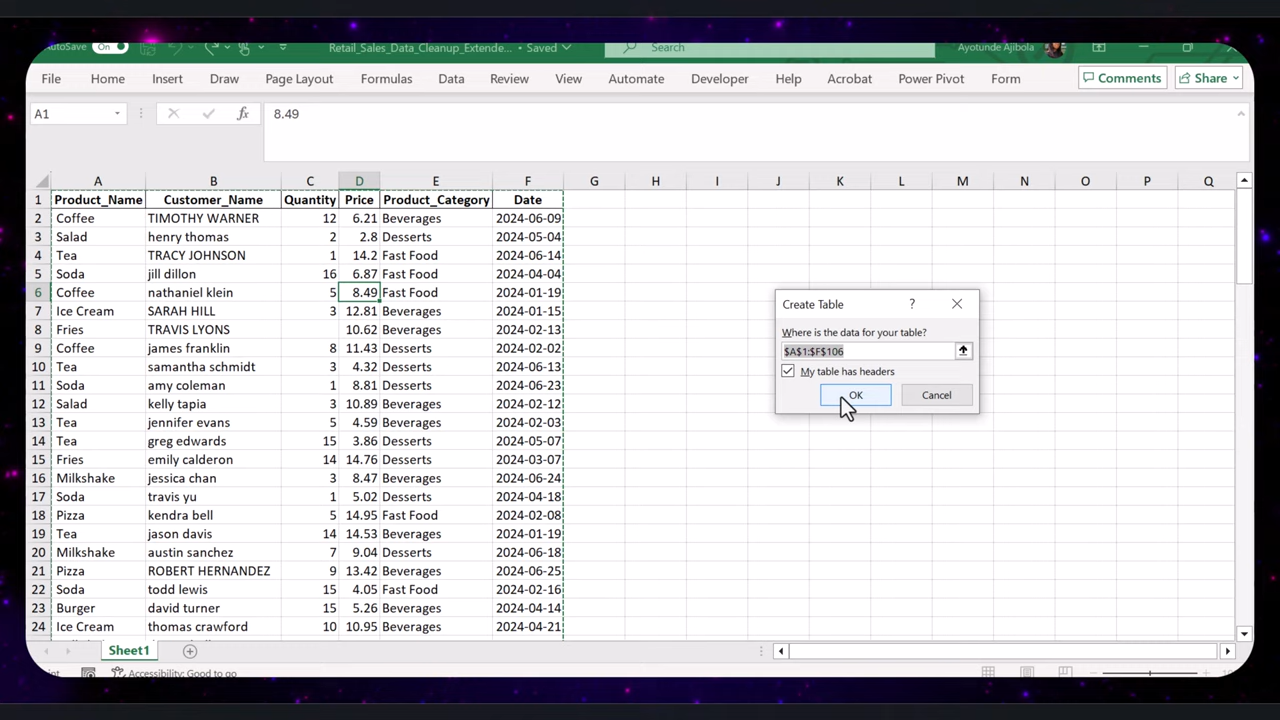 AutoSave On Retail_Sales_Data_Cleanup_Extende... • Saved Search Ayotunde Ajibola
File Home Insert Draw Page Layout Formulas Data Review View Automate Developer Help Acrobat Power Pivot Form Comments Share
A1 fx 8.49
A B C D E F G H I J K L M N O P Q
1 Product_Name Customer_Name Quantity Price Product_Category Date
2 Coffee TIMOTHY WARNER 12 6.21 Beverages 2024-06-09
3 Salad henry thomas 2 2.8 Desserts 2024-05-04
4 Tea TRACY JOHNSON 1 14.2 Fast Food 2024-06-14
5 Soda jill dillon 16 6.87 Fast Food 2024-04-04
6 Coffee nathaniel klein 5 8.49 Fast Food 2024-01-19
7 Ice Cream SARAH HILL 3 12.81 Beverages 2024-01-15
8 Fries TRAVIS LYONS 10.62 Beverages 2024-02-13
9 Coffee james franklin 8 11.43 Desserts 2024-02-02
10 Tea samantha schmidt 3 4.32 Desserts 2024-06-13
11 Soda amy coleman 1 8.81 Desserts 2024-06-23
12 Salad kelly tapia 3 10.89 Beverages 2024-02-12
13 Tea jennifer evans 5 4.59 Beverages 2024-02-03
14 Tea greg edwards 15 3.86 Desserts 2024-05-07
15 Fries emily calderon 14 14.76 Desserts 2024-03-07
16 Milkshake jessica chan 3 8.47 Beverages 2024-06-24
17 Soda travis yu 1 5.02 Desserts 2024-04-18
18 Pizza kendra bell 5 14.95 Fast Food 2024-02-08
19 Tea jason davis 14 14.53 Beverages 2024-01-19
20 Milkshake austin sanchez 7 9.04 Desserts 2024-06-18
21 Pizza ROBERT HERNANDEZ 9 13.42 Beverages 2024-06-25
22 Soda todd lewis 15 4.05 Fast Food 2024-02-16
23 Burger david turner 15 5.26 Beverages 2024-04-14
24 Ice Cream thomas crawford 10 10.95 Beverages 2024-04-21
Create Table ?
Where is the data for your table?
$A$1:$F$106
My table has headers
OK Cancel
Sheet1
Accessibility: Good to go